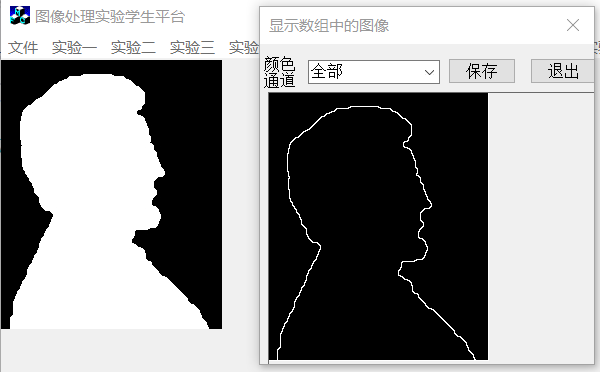 图像处理实验学生平台
文件 实验一 实验二 实验三 实验
显示数组中的图像
颜色
通道
全部
保存
退出